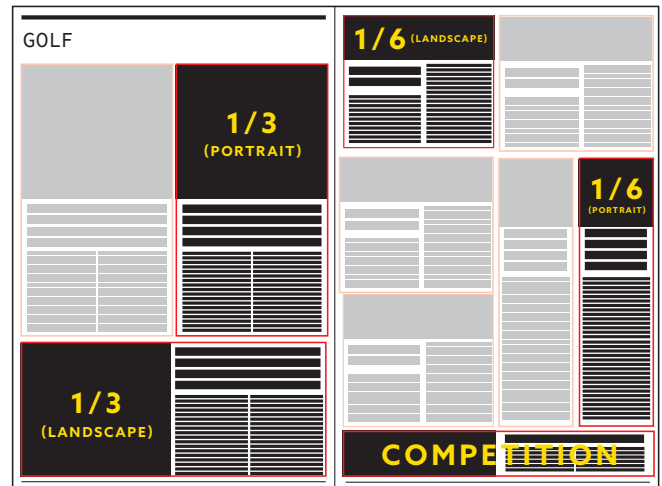 GOLF
1/3
(PORTRAIT)
1/3
(LANDSCAPE)
1/6 (LANDSCAPE)
1/6
(PORTRAIT)
COMPETITION